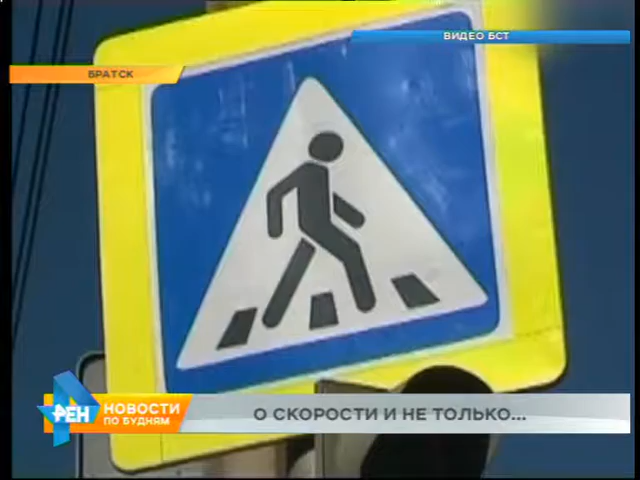 ВИДЕО БСТ
БРАТСК
РЕН
НОВОСТИ
ПО БУДНЯМ
О СКОРОСТИ И НЕ ТОЛЬКО...